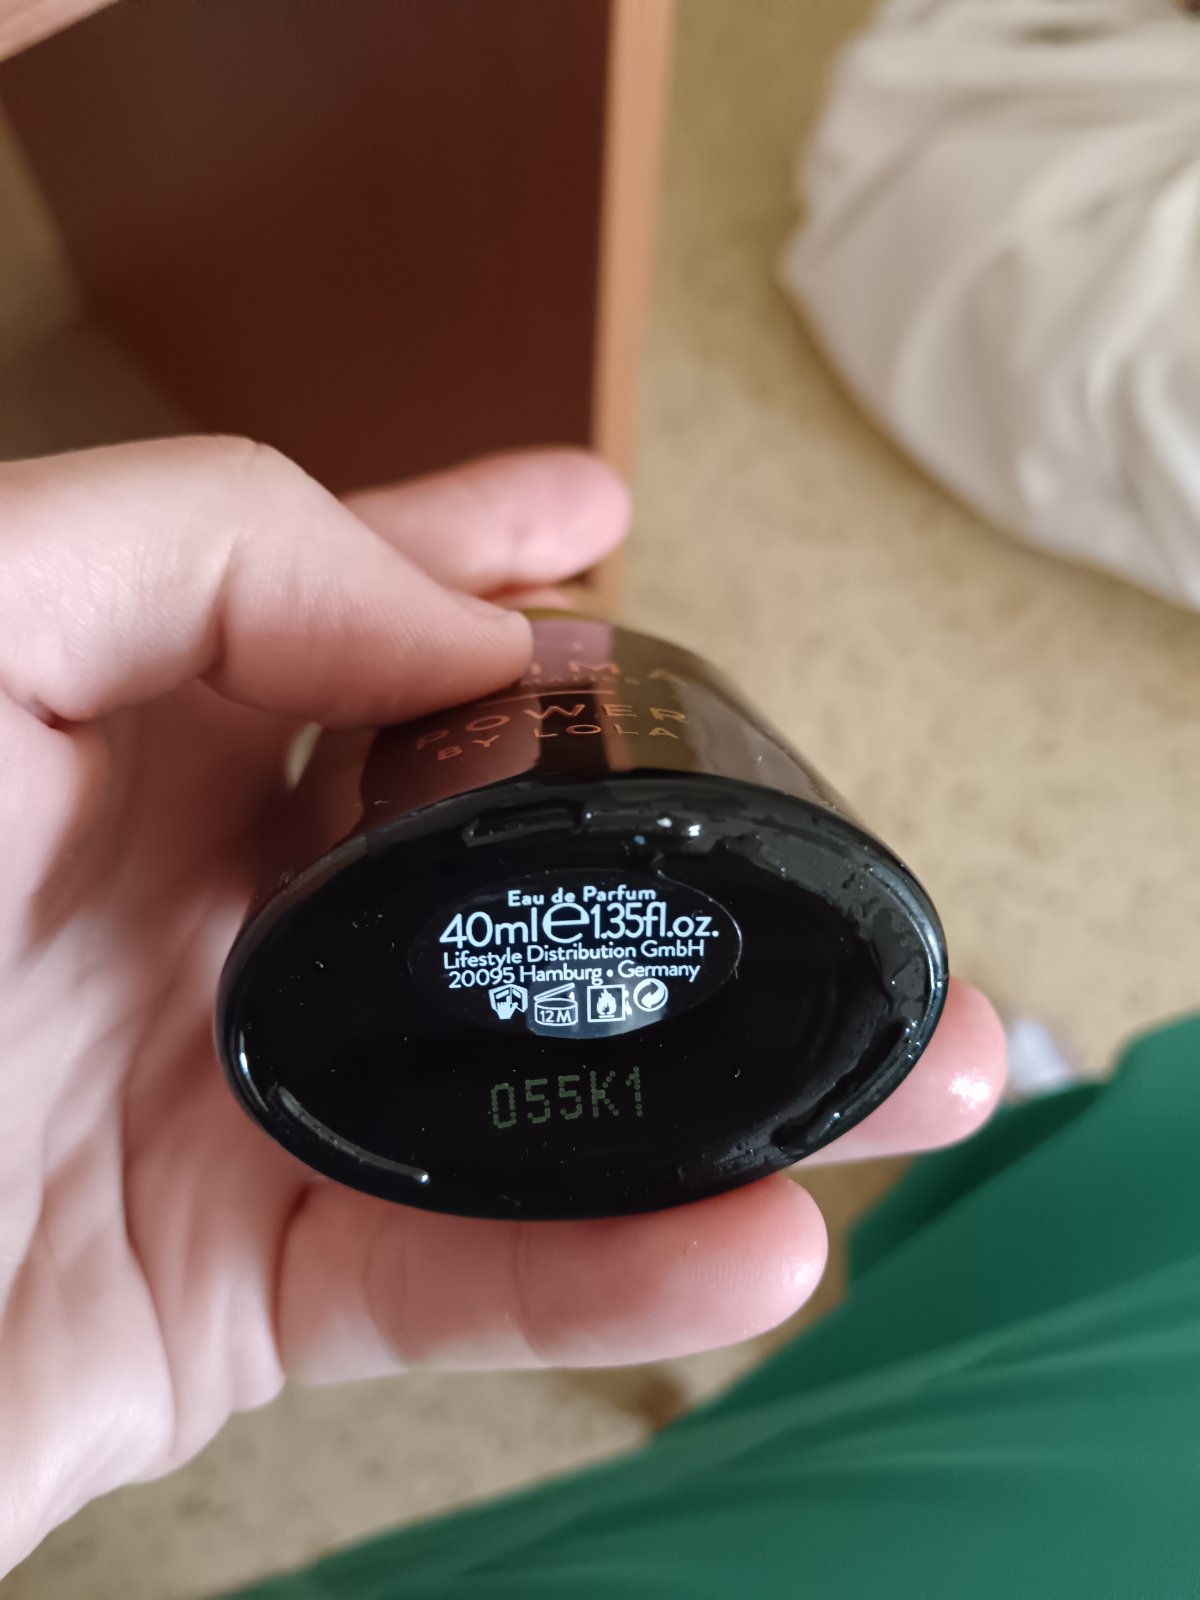 POWER
BY LOLA
Eau de Parfum
40ml e 1.35fl.oz.
Lifestyle Distribution GmbH
20095 Hamburg • Germany
12M
055K1